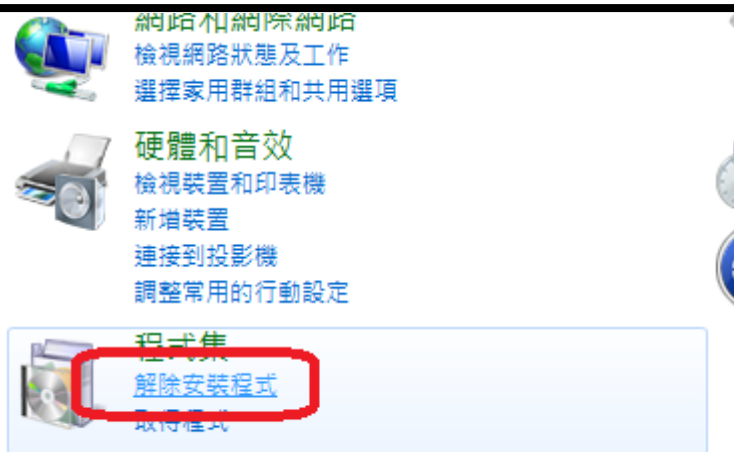 網路和網際網路
檢視網路狀態及工作
選擇家用群組和共用選項
硬體和音效
檢視裝置和印表機
新增裝置
連接到投影機
調整常用的行動設定
程式集
解除安裝程式
取得程式